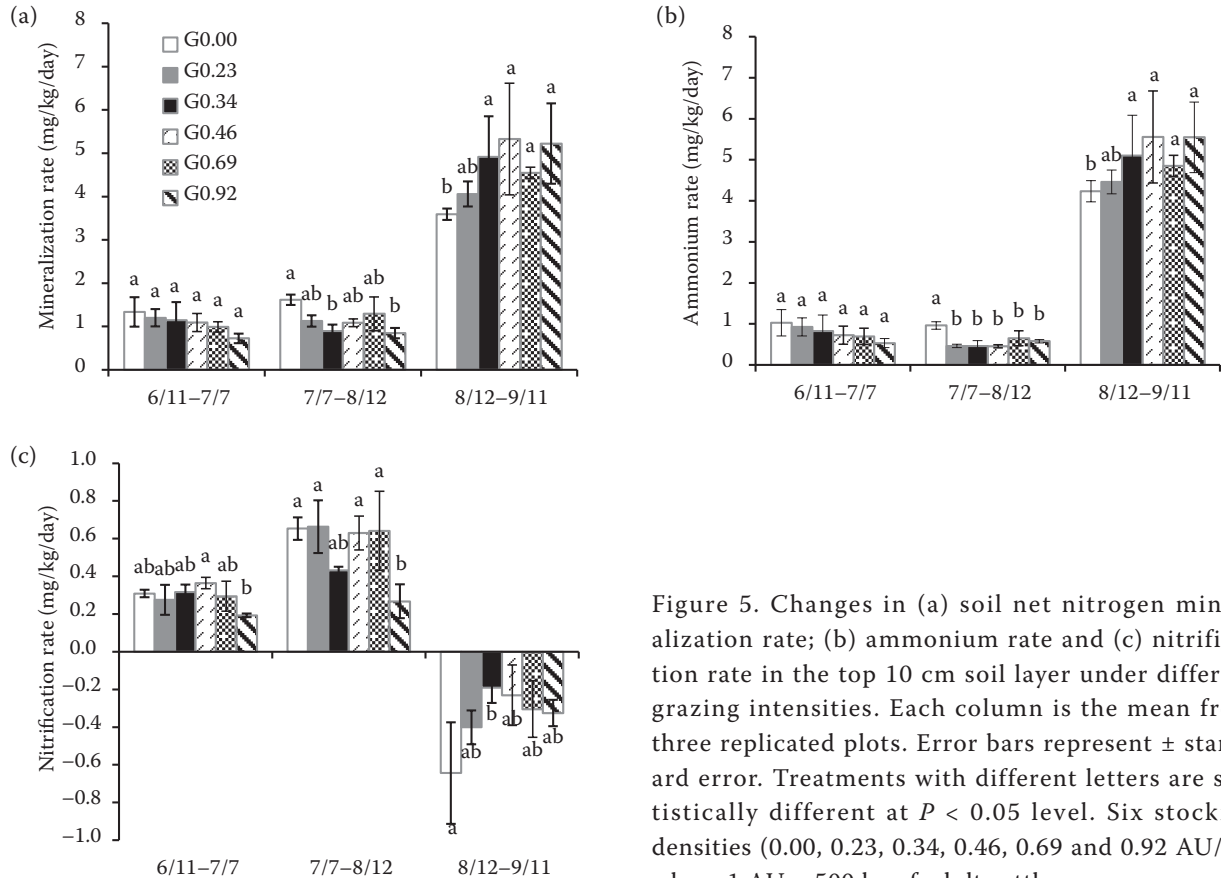 (a)
Mineralization rate (mg/kg/day)
8
7
6
5
4
3
2
1
0
G0.00
G0.23
G0.34
G0.46
G0.69
G0.92
a a a a a a
a ab b ab ab b
b ab a a a a
6/11–7/7 7/7–8/12 8/12–9/11
(b)
Ammonium rate (mg/kg/day)
8
7
6
5
4
3
2
1
0
a a a a a a
a b b b b b
b ab a a a a
6/11–7/7 7/7–8/12 8/12–9/11
(c)
Nitrification rate (mg/kg/day)
1.0
0.8
0.6
0.4
0.2
0.0
–0.2
–0.4
–0.6
–0.8
–1.0
ab ab ab a ab b
a a ab a a b
a ab b ab ab ab
6/11–7/7 7/7–8/12 8/12–9/11
Figure 5. Changes in (a) soil net nitrogen min
alization rate; (b) ammonium rate and (c) nitrifi
tion rate in the top 10 cm soil layer under differ
grazing intensities. Each column is the mean fr
three replicated plots. Error bars represent ± stan
ard error. Treatments with different letters are s
tistically different at P < 0.05 level. Six stocki
densities (0.00, 0.23, 0.34, 0.46, 0.69 and 0.92 AU/